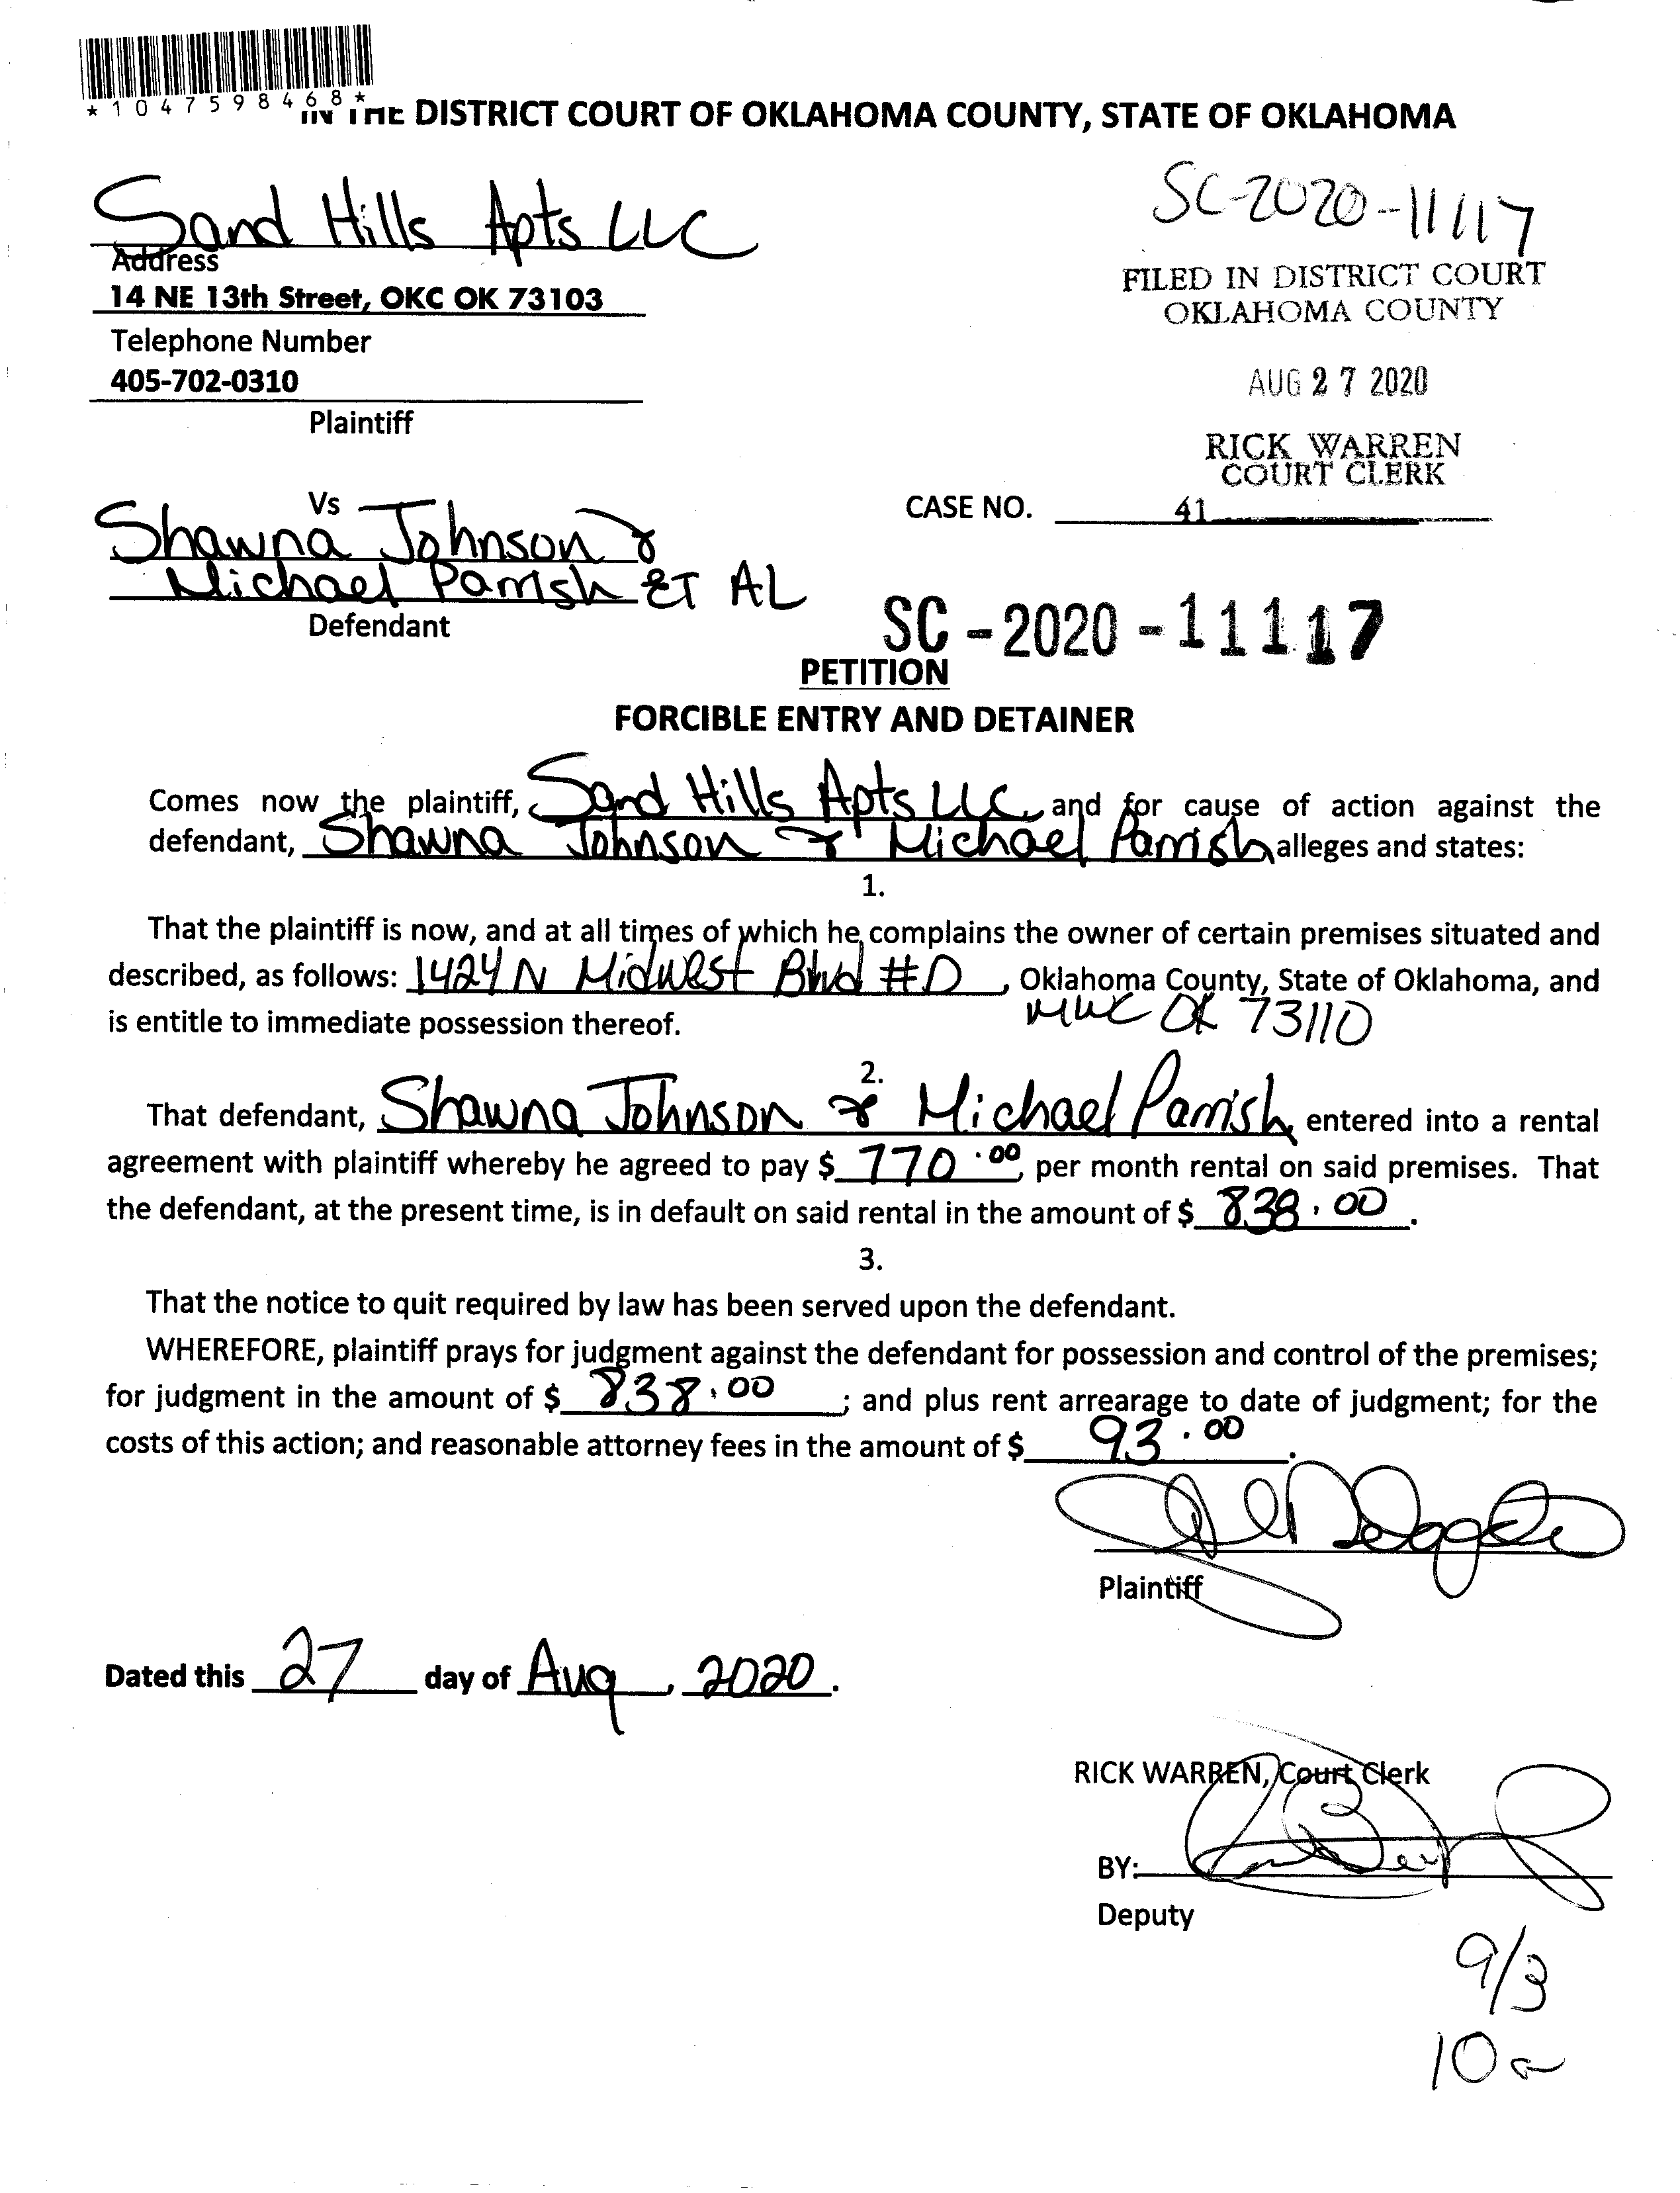 *1047598468*
IN THE DISTRICT COURT OF OKLAHOMA COUNTY, STATE OF OKLAHOMA
Sand Hills Apts LLC
Address
14 NE 13th Street, OKC OK 73103
Telephone Number
405-702-0310
Plaintiff
SC-2020-11117
FILED IN DISTRICT COURT
OKLAHOMA COUNTY
AUG 27 2020
RICK WARREN
COURT CLERK
CASE NO. 41
Vs
Shawna Johnson &
Michael Parrish ET AL
Defendant
SC-2020-11117
PETITION
FORCIBLE ENTRY AND DETAINER
Comes now the plaintiff, Sand Hills Apts LLC, and for cause of action against the
defendant, Shawna Johnson & Michael Parrish alleges and states:
1.
That the plaintiff is now, and at all times of which he complains the owner of certain premises situated and
described, as follows: 1424 N Midwest Blvd #D, Oklahoma County, State of Oklahoma, and
MWC OK 73110
is entitle to immediate possession thereof.
2.
That defendant, Shawna Johnson & Michael Parrish entered into a rental
agreement with plaintiff whereby he agreed to pay $ 770.00, per month rental on said premises. That
the defendant, at the present time, is in default on said rental in the amount of $ 838.00.
3.
That the notice to quit required by law has been served upon the defendant.
WHEREFORE, plaintiff prays for judgment against the defendant for possession and control of the premises;
for judgment in the amount of $ 838.00; and plus rent arrearage to date of judgment; for the
costs of this action; and reasonable attorney fees in the amount of $ 93.00.
Plaintiff
Dated this 27 day of Aug, 2020.
RICK WARREN, Court Clerk
BY:
Deputy
9/3
10a